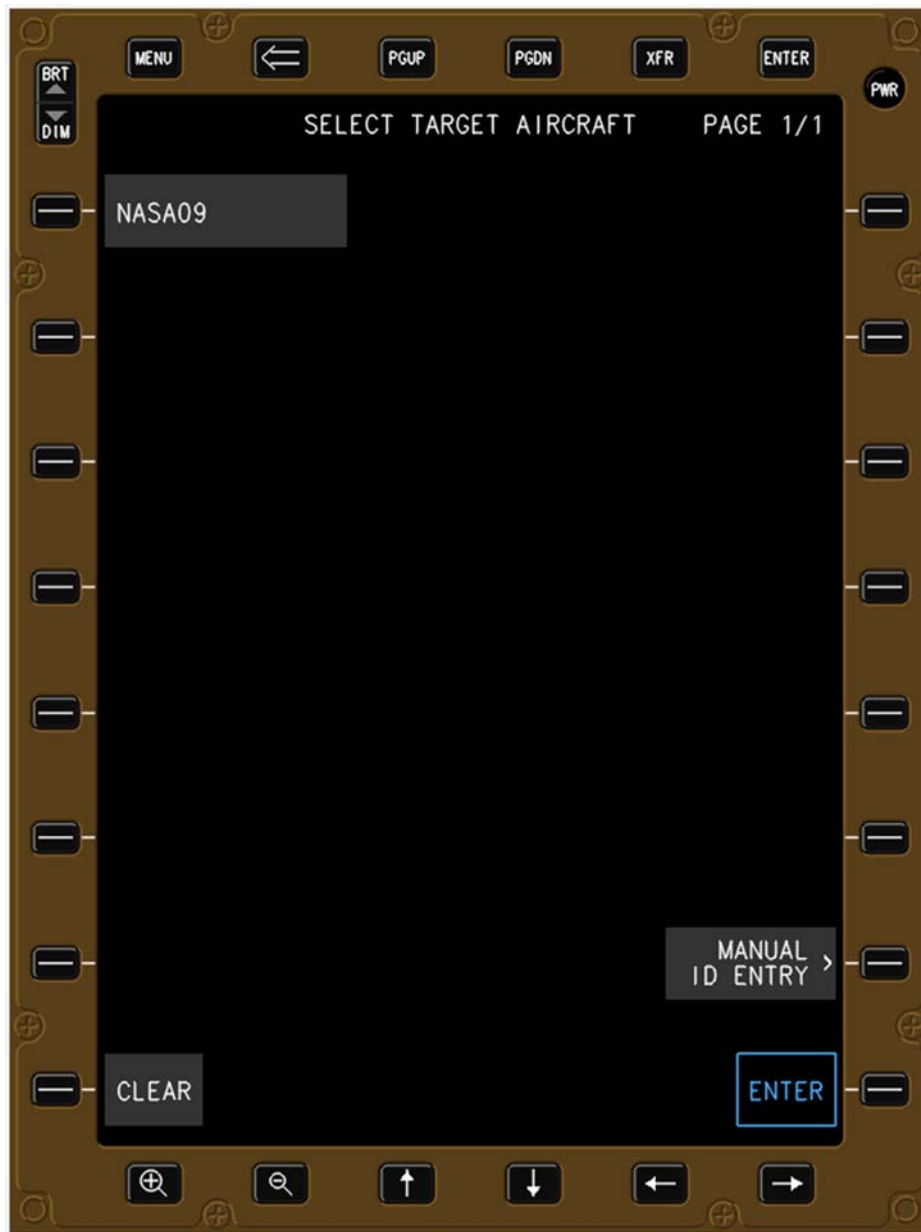 MENU
PGUP
PGDN
XFR
ENTER
BRT
DIM
PWR
SELECT TARGET AIRCRAFT PAGE 1/1
NASA09
MANUAL >
ID ENTRY
CLEAR
ENTER